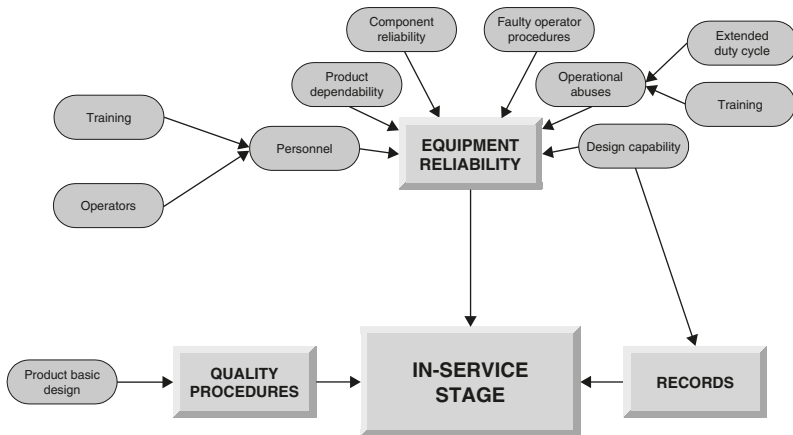 Component
reliability
Faulty operator
procedures
Extended
duty cycle
Product
dependability
Operational
abuses
Training
Training
EQUIPMENT
RELIABILITY
Personnel
Design capability
Operators
IN-SERVICE
STAGE
Product basic
design
QUALITY
PROCEDURES
RECORDS